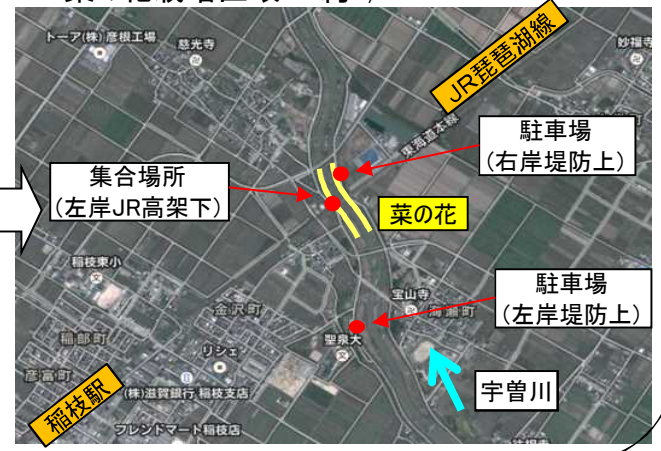 トーア(株) 彦根工場
慈光寺
妙福寺
JR琵琶湖線
東海道本線
駐車場
(右岸堤防上)
集合場所
(左岸JR高架下)
菜の花
稲枝東小
金沢町
宝山寺
駐車場
(左岸堤防上)
稲部町
聖泉大
リシェ
彦富町
(株)滋賀銀行 稲枝支店
宇曽川
稲枝駅
フレンドマート稲枝店